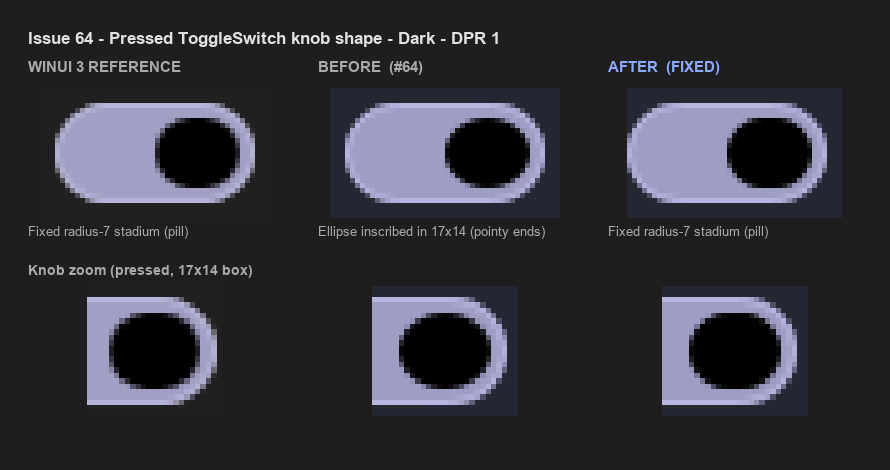 Issue 64 - Pressed ToggleSwitch knob shape - Dark - DPR 1
WINUI 3 REFERENCE
BEFORE (#64)
AFTER (FIXED)
Fixed radius-7 stadium (pill)
Ellipse inscribed in 17x14 (pointy ends)
Fixed radius-7 stadium (pill)
Knob zoom (pressed, 17x14 box)